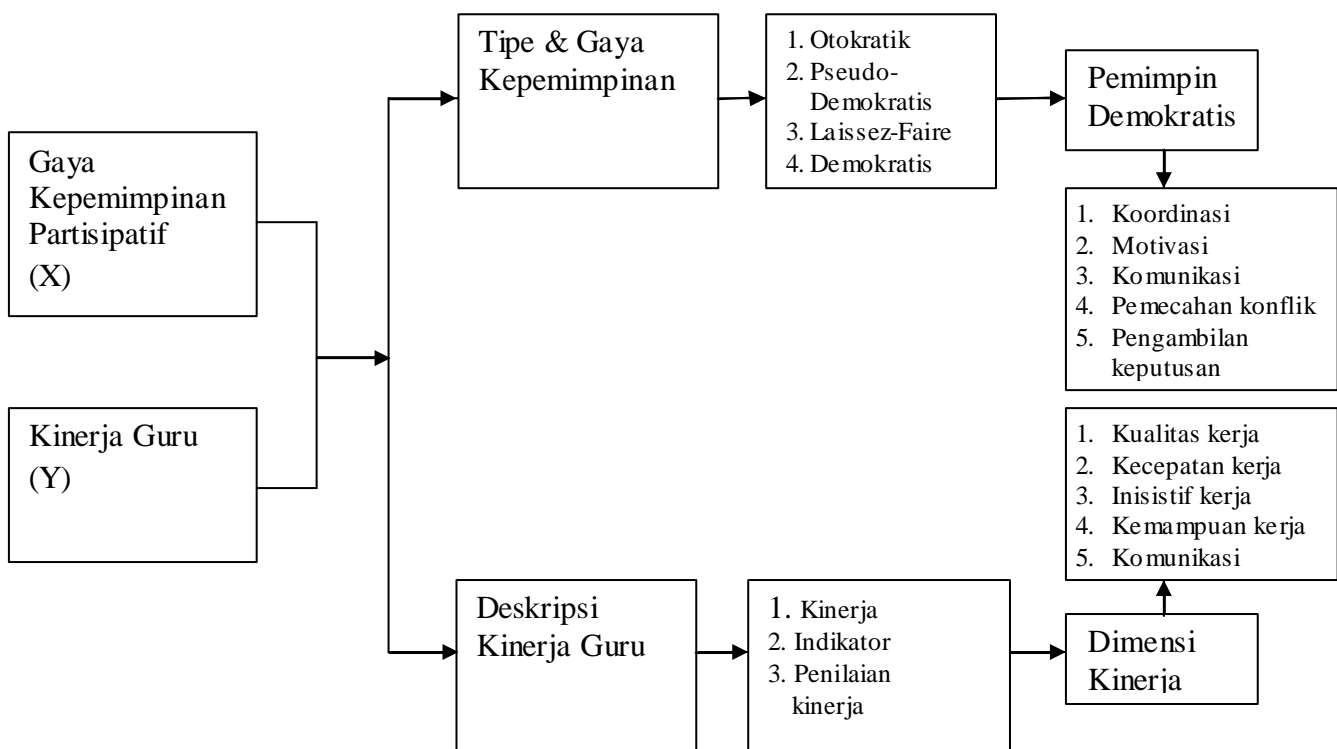 Gaya
Kepemimpinan
Partisipatif
(X)
Kinerja Guru
(Y)
Tipe & Gaya
Kepemimpinan
1. Otokratik
2. Pseudo-
Demokratis
3. Laissez-Faire
4. Demokratis
Pemimpin
Demokratis
1. Koordinasi
2. Motivasi
3. Komunikasi
4. Pemecahan konflik
5. Pengambilan
keputusan
Deskripsi
Kinerja Guru
1. Kinerja
2. Indikator
3. Penilaian
kinerja
Dimensi
Kinerja
1. Kualitas kerja
2. Kecepatan kerja
3. Inisistif kerja
4. Kemampuan kerja
5. Komunikasi